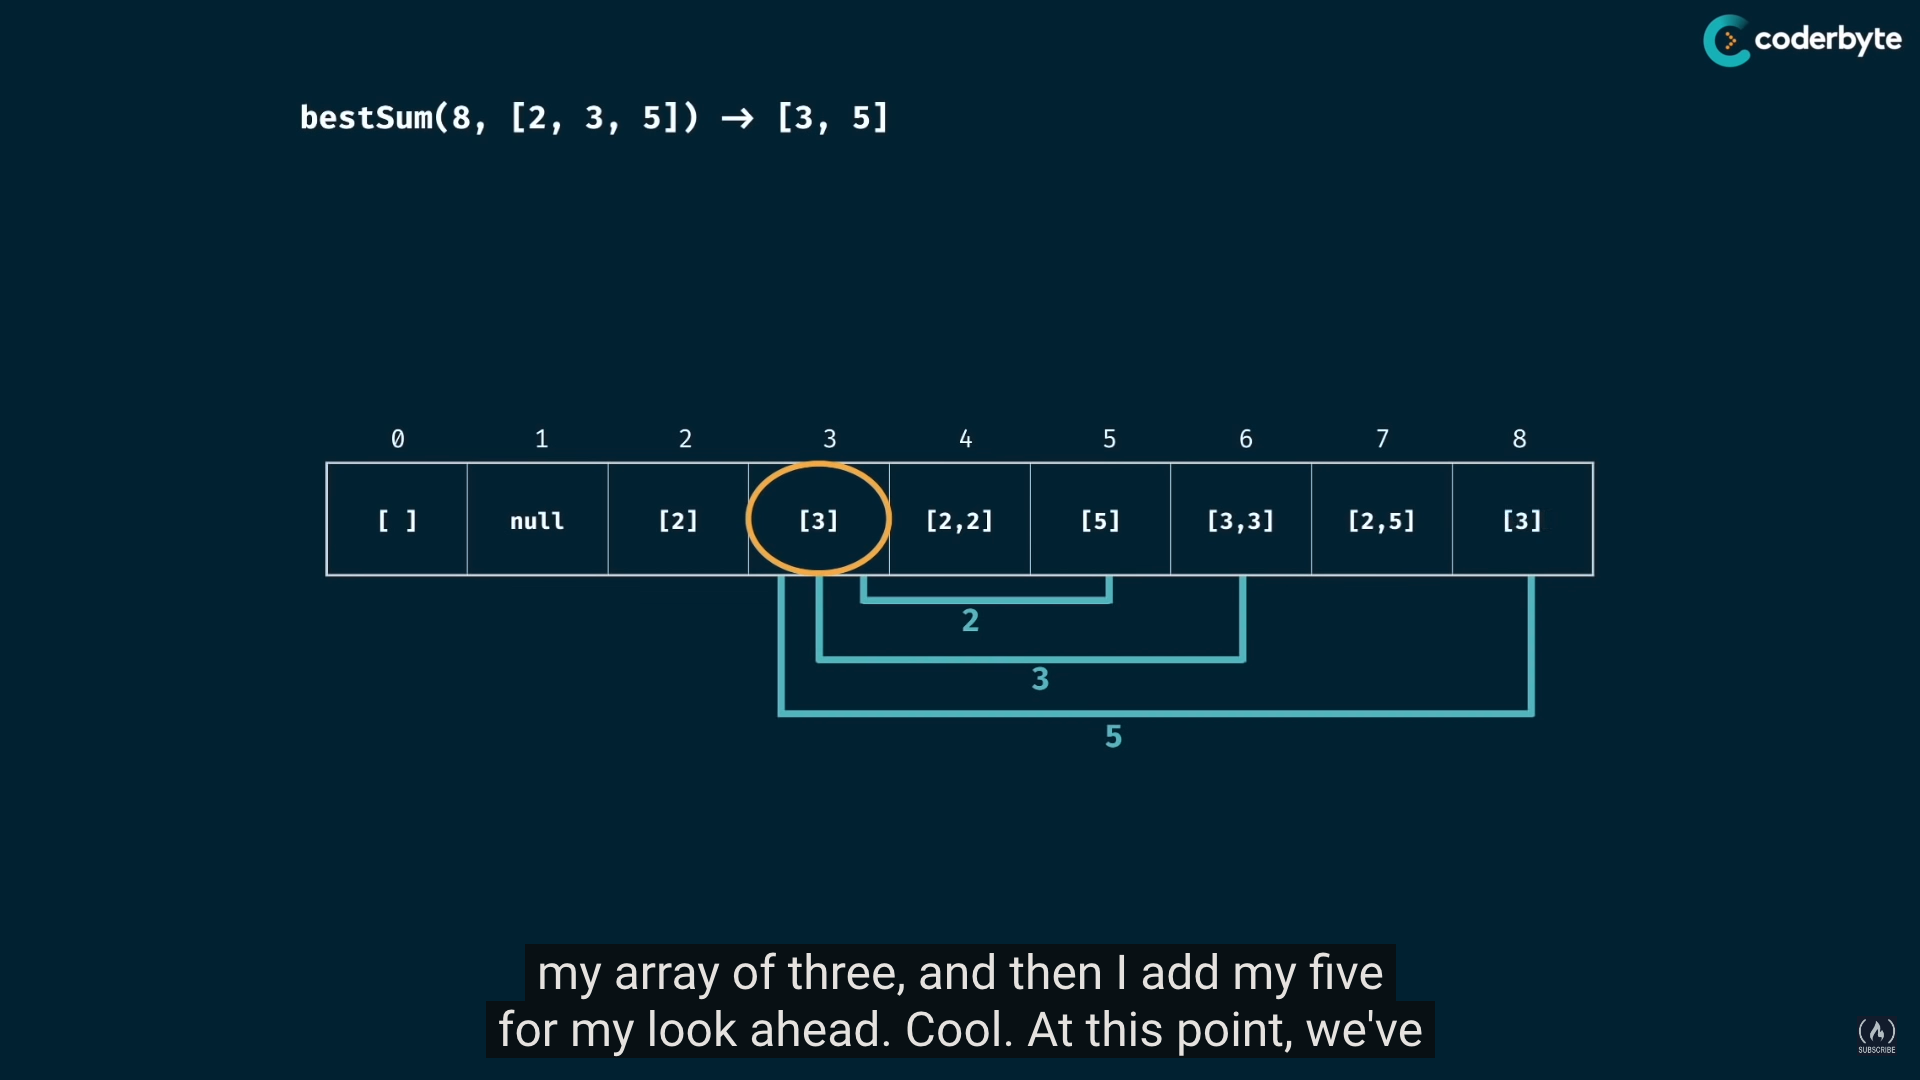 coderbyte
bestSum(8, [2, 3, 5]) → [3, 5]
0 1 2 3 4 5 6 7 8
[ ] null [2] [3] [2,2] [5] [3,3] [2,5] [3]
2
3
5
my array of three, and then I add my five
for my look ahead. Cool. At this point, we've
SUBSCRIBE